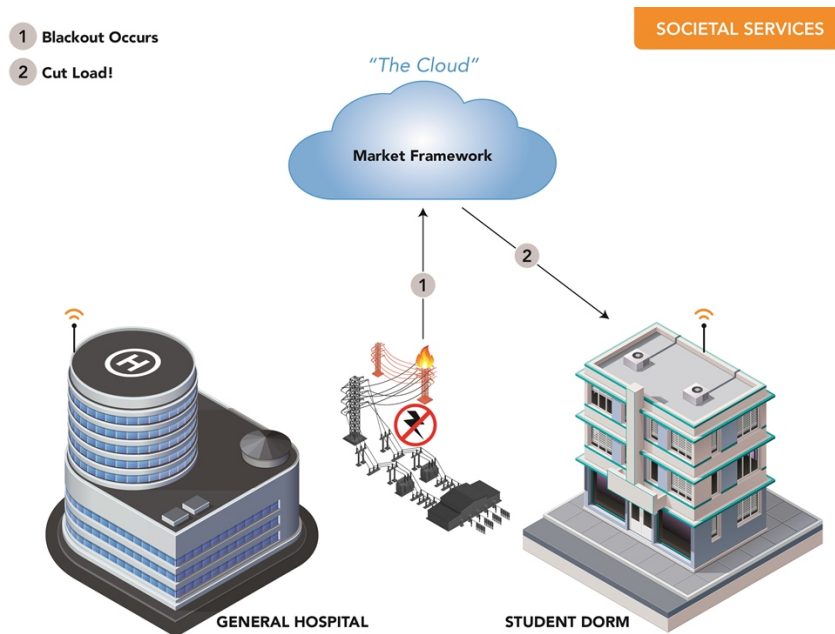 1 Blackout Occurs
2 Cut Load!
SOCIETAL SERVICES
"The Cloud"
Market Framework
2
1
H
GENERAL HOSPITAL
STUDENT DORM